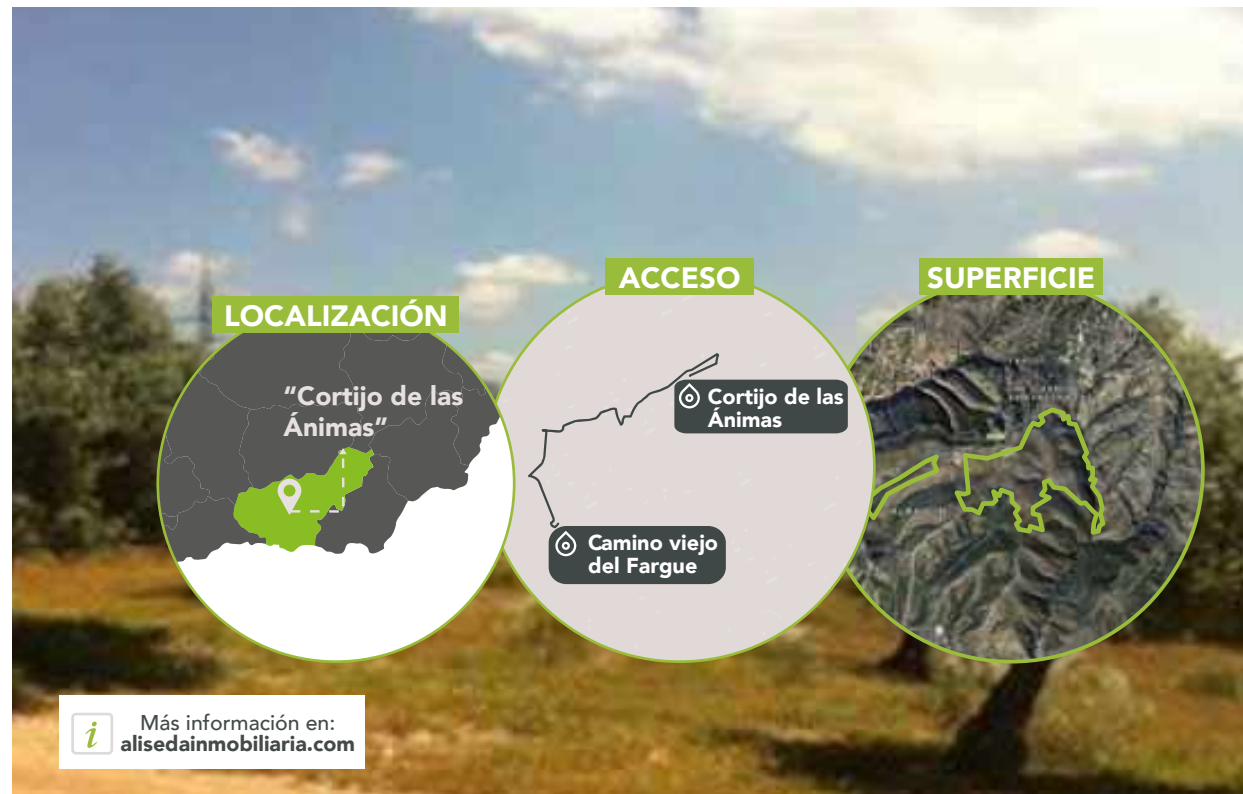 LOCALIZACIÓN
"Cortijo de las
Ánimas"
ACCESO
Cortijo de las
Ánimas
Camino viejo
del Fargue
SUPERFICIE
i
Más información en:
alisedainmobiliaria.com